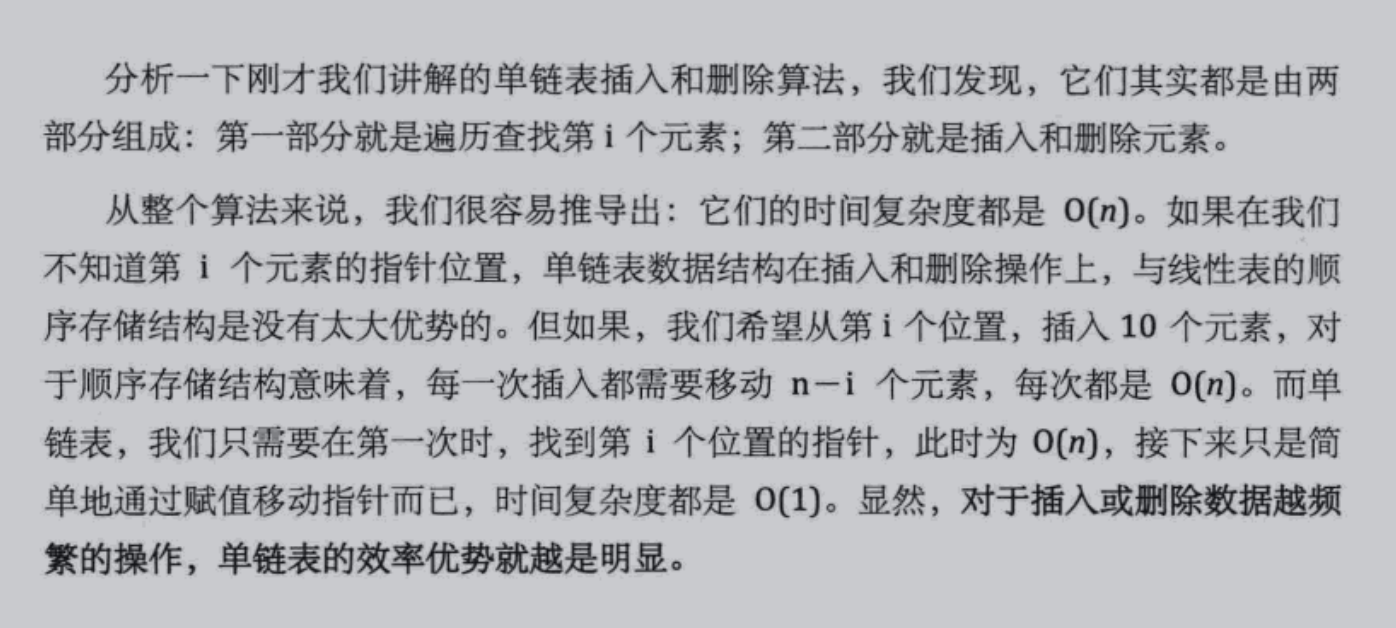 分析一下刚才我们讲解的单链表插入和删除算法，我们发现，它们其实都是由两
部分组成：第一部分就是遍历查找第 i 个元素；第二部分就是插入和删除元素。
从整个算法来说，我们很容易推导出：它们的时间复杂度都是 O(n)。如果在我们
不知道第 i 个元素的指针位置，单链表数据结构在插入和删除操作上，与线性表的顺
序存储结构是没有太大优势的。但如果，我们希望从第 i 个位置，插入 10 个元素，对
于顺序存储结构意味着，每一次插入都需要移动 n－i 个元素，每次都是 O(n)。而单
链表，我们只需要在第一次时，找到第 i 个位置的指针，此时为 O(n)，接下来只是简
单地通过赋值移动指针而已，时间复杂度都是 O(1)。显然，对于插入或删除数据越频
繁的操作，单链表的效率优势就越是明显。